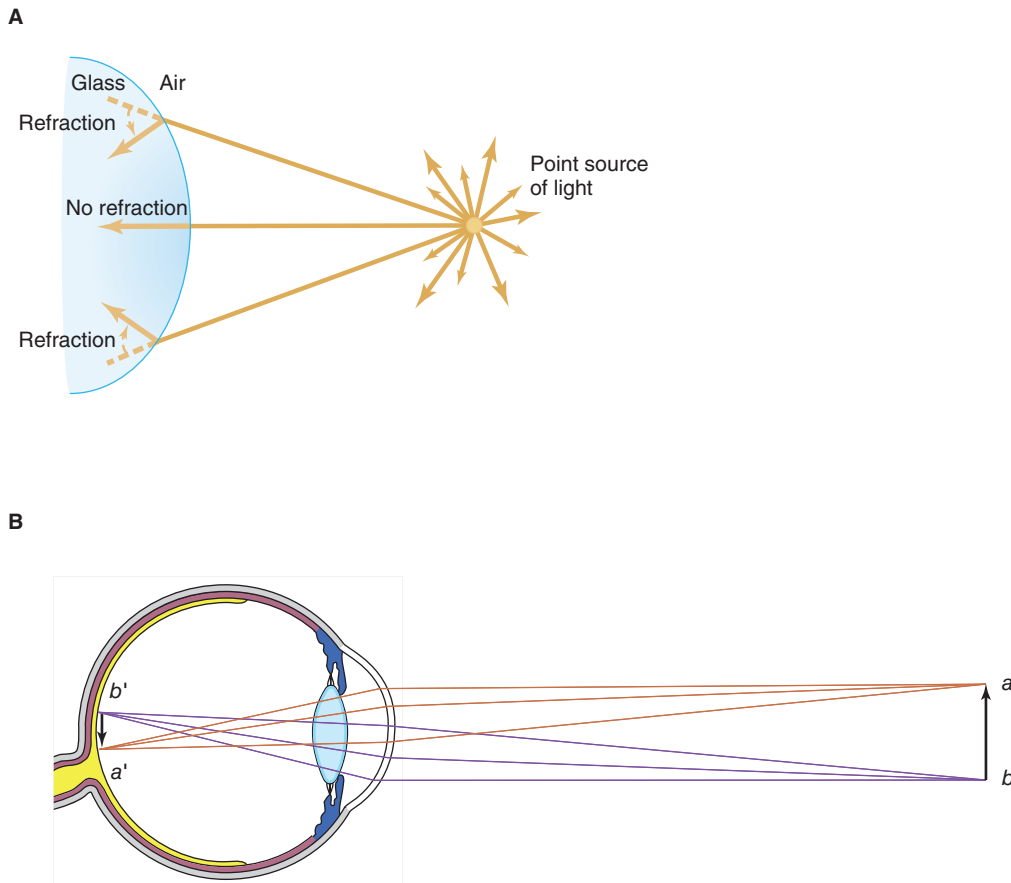 A
Glass Air
Refraction
Point source
of light
No refraction
Refraction
B
a
b'
a'
b